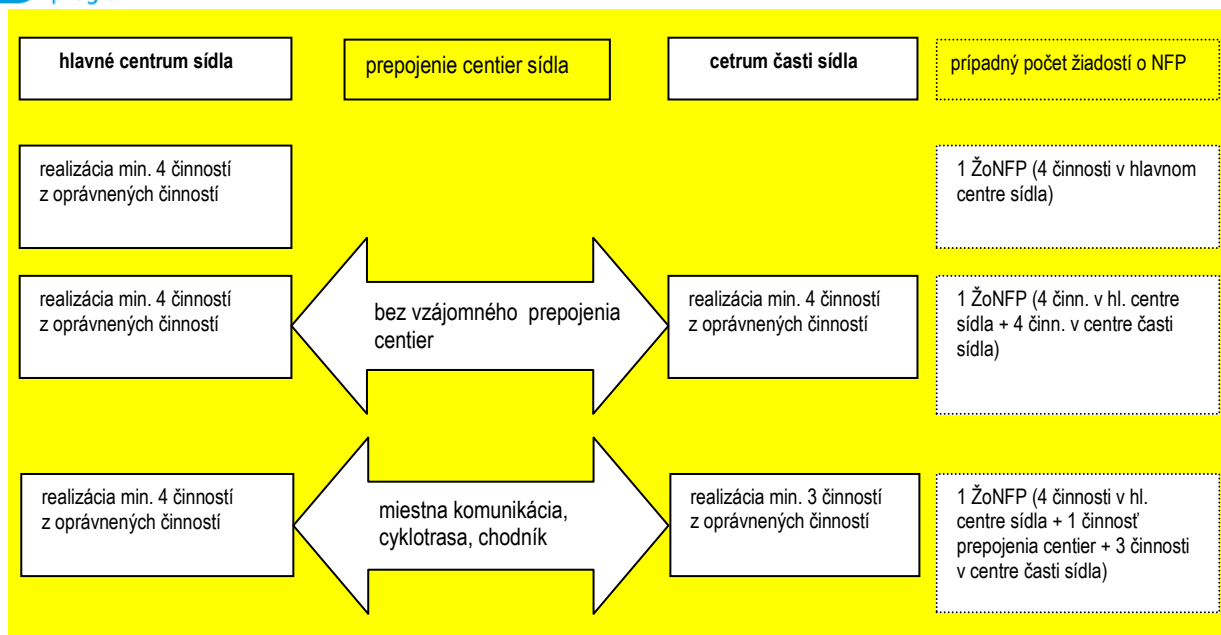 hlavné centrum sídla
prepojenie centier sídla
cetrum časti sídla
prípadný počet žiadostí o NFP
realizácia min. 4 činností
z oprávnených činností
1 ŽoNFP (4 činnosti v hlavnom
centre sídla)
realizácia min. 4 činností
z oprávnených činností
bez vzájomného prepojenia
centier
realizácia min. 4 činností
z oprávnených činností
1 ŽoNFP (4 činn. v hl. centre
sídla + 4 činn. v centre časti
sídla)
realizácia min. 4 činností
z oprávnených činností
miestna komunikácia,
cyklotrasa, chodník
realizácia min. 3 činností
z oprávnených činností
1 ŽoNFP (4 činnosti v hl.
centre sídla + 1 činnosť
prepojenia centier + 3 činnosti
v centre časti sídla)